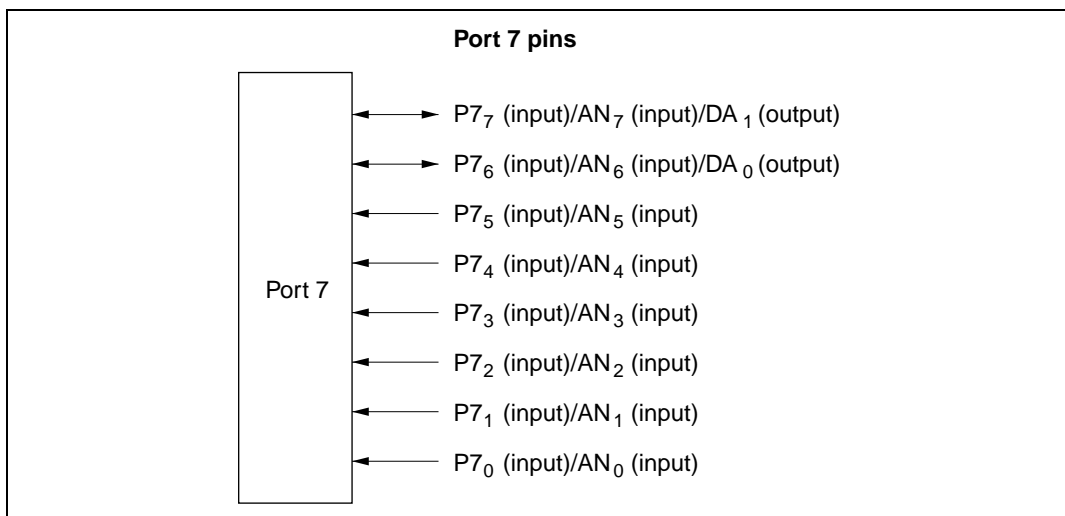 Port 7 pins
P7₇ (input)/AN₇ (input)/DA₁ (output)
P7₆ (input)/AN₆ (input)/DA₀ (output)
P7₅ (input)/AN₅ (input)
P7₄ (input)/AN₄ (input)
Port 7
P7₃ (input)/AN₃ (input)
P7₂ (input)/AN₂ (input)
P7₁ (input)/AN₁ (input)
P7₀ (input)/AN₀ (input)